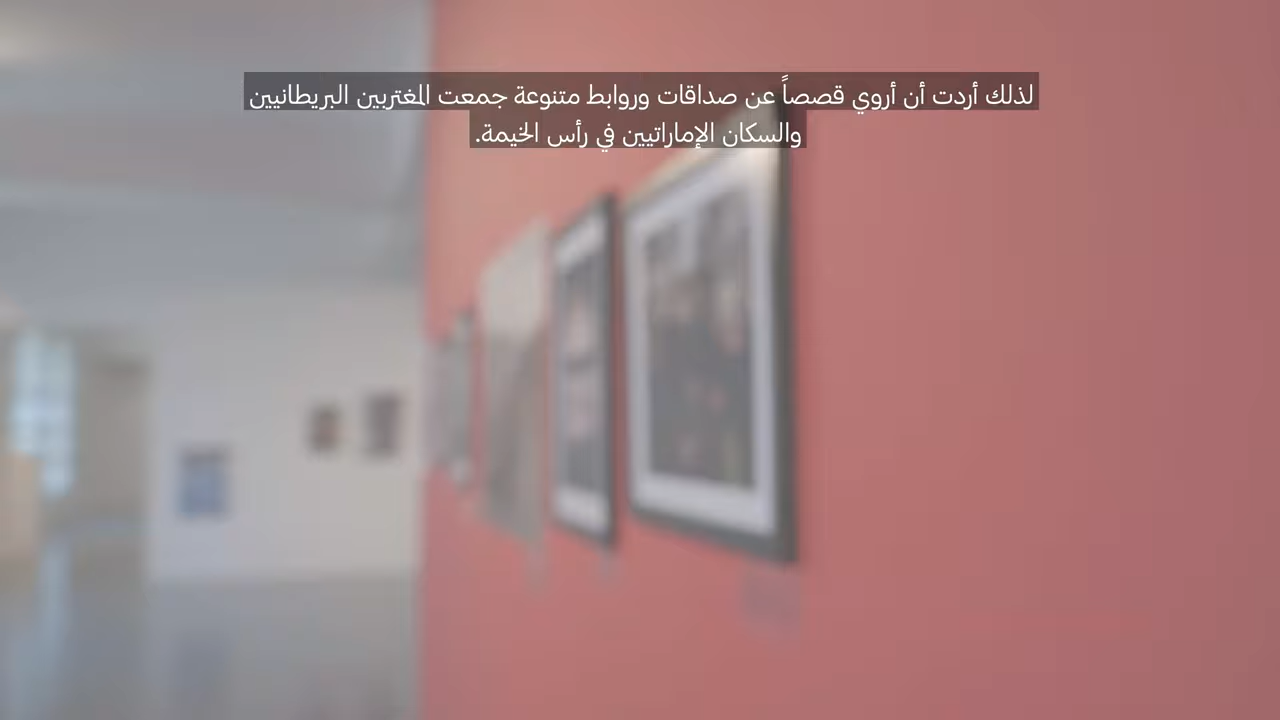 لذلك أردت أن أروي قصصاً عن صداقات وروابط متنوعة جمعت المغتربين البريطانيين
والسكان الإماراتيين في رأس الخيمة.